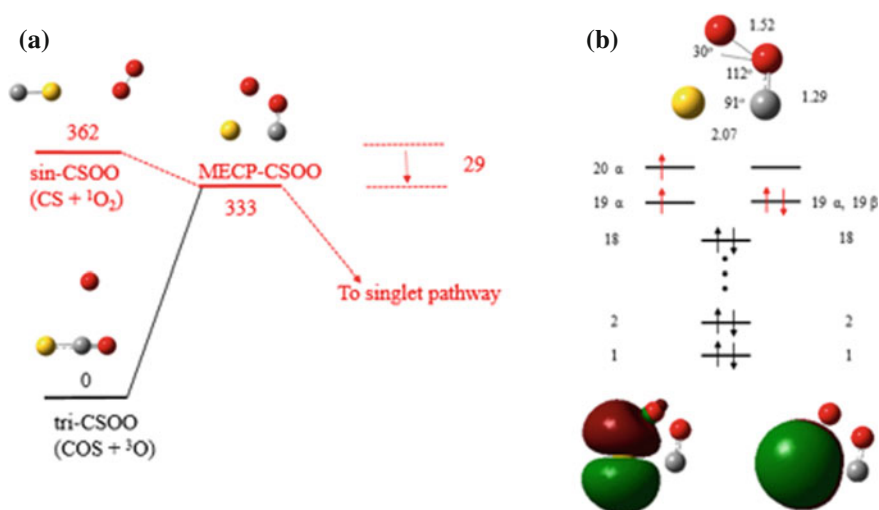 (a)
362
sin-CSOO
(CS + ¹O₂)
MECP-CSOO
333
29
To singlet pathway
0
tri-CSOO
(COS + ³O)
(b)
1.52
30°
112°
91°
1.29
2.07
20 α
19 α
19 α, 19 β
18
18
2
2
1
1